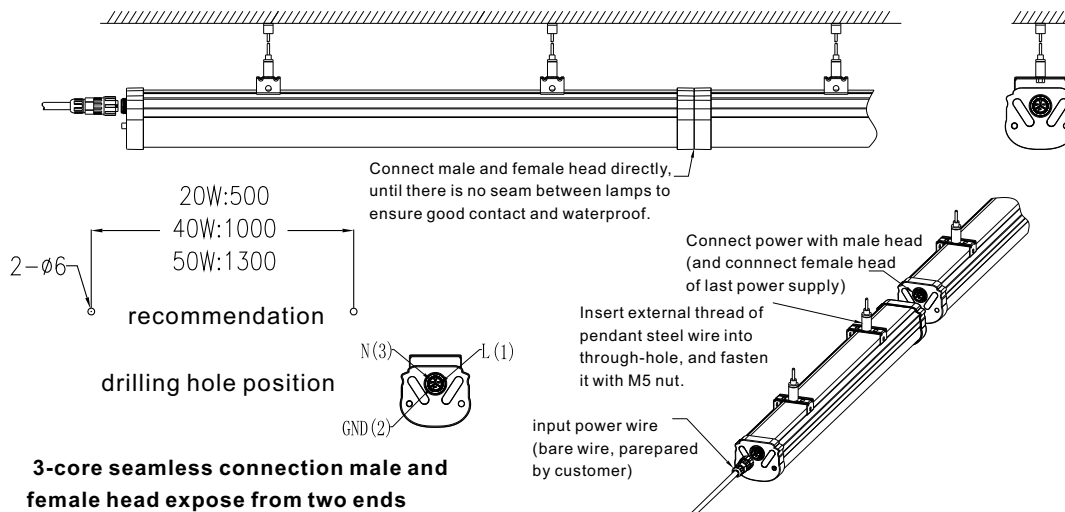 Connect male and female head directly,
until there is no seam between lamps to
ensure good contact and waterproof.
20W:500
40W:1000
50W:1300
2-ø6
recommendation
drilling hole position
N(3)
L(1)
GND(2)
3-core seamless connection male and
female head expose from two ends
Connect power with male head
(and connnect female head
of last power supply)
Insert external thread of
pendant steel wire into
through-hole, and fasten
it with M5 nut.
input power wire
(bare wire, parepared
by customer)